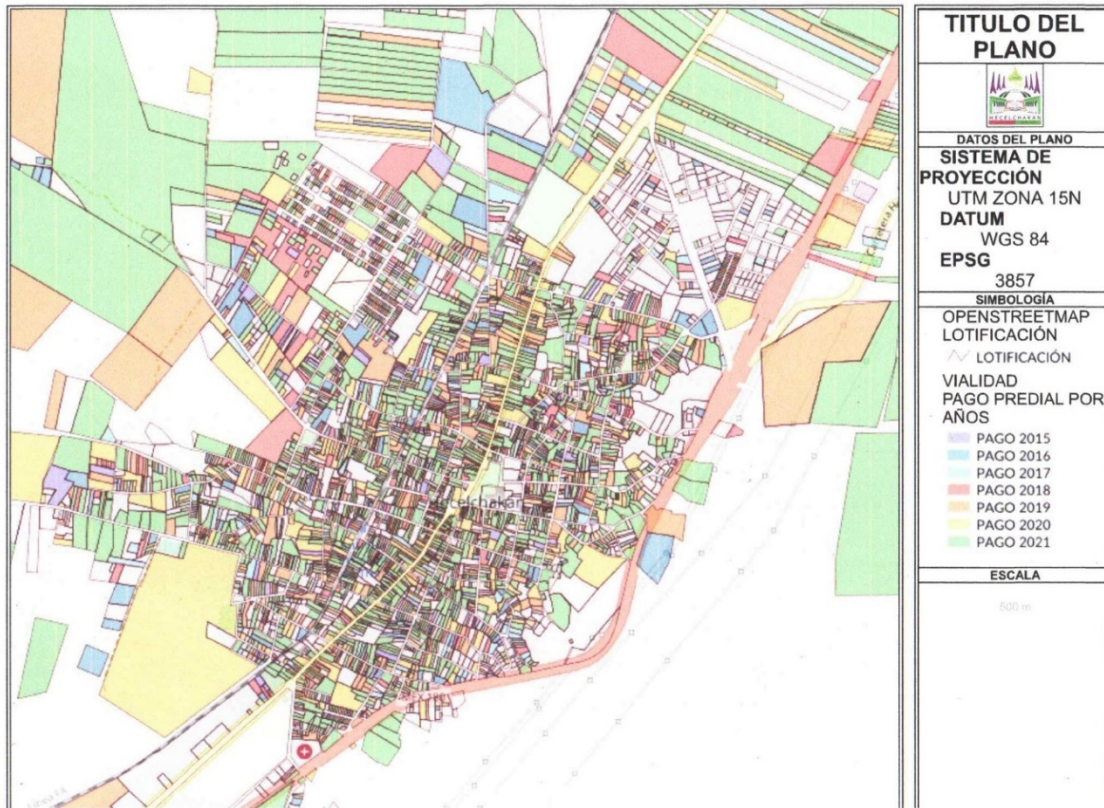 TITULO DEL
PLANO
HECELCHAKAN
DATOS DEL PLANO
SISTEMA DE
PROYECCIÓN
UTM ZONA 15N
DATUM
WGS 84
EPSG
3857
SIMBOLOGÍA
OPENSTREETMAP
LOTIFICACIÓN
LOTIFICACIÓN
VIALIDAD
PAGO PREDIAL POR
AÑOS
PAGO 2015
PAGO 2016
PAGO 2017
PAGO 2018
PAGO 2019
PAGO 2020
PAGO 2021
ESCALA
500 m